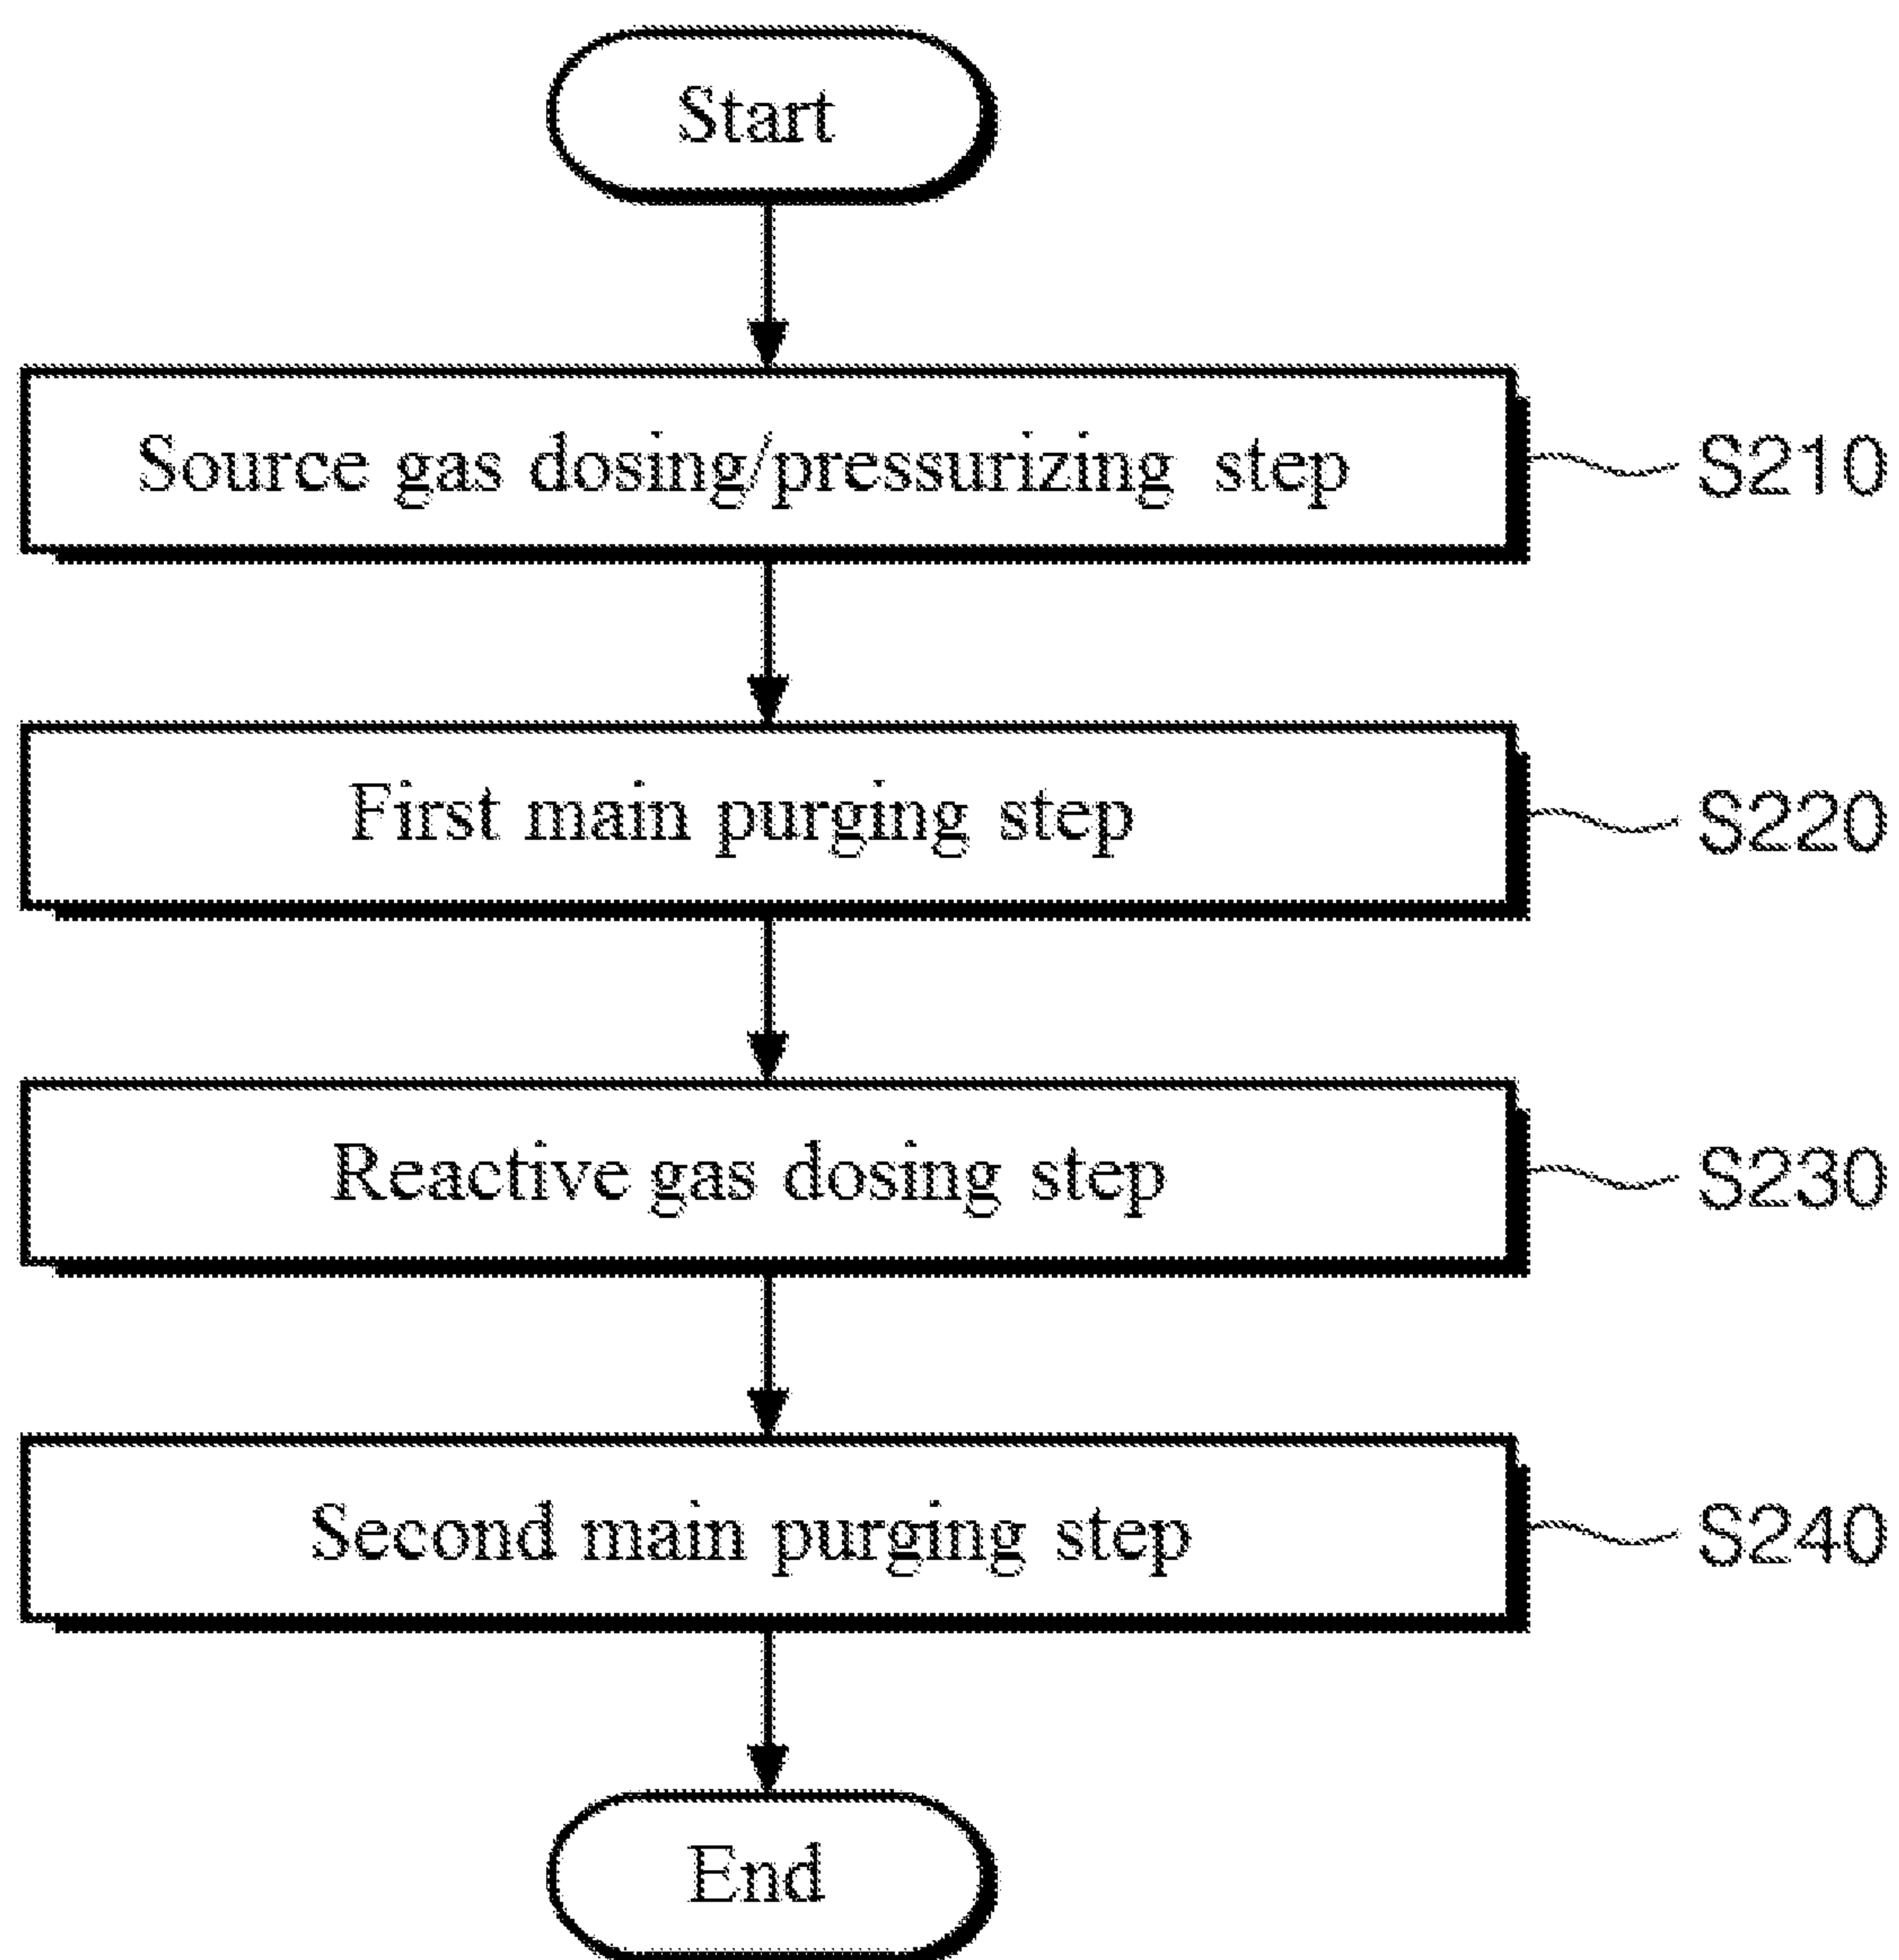 Start
Source gas dosing/pressurizing step
S210
First main purging step
S220
Reactive gas dosing step
S230
Second main purging step
S240
End